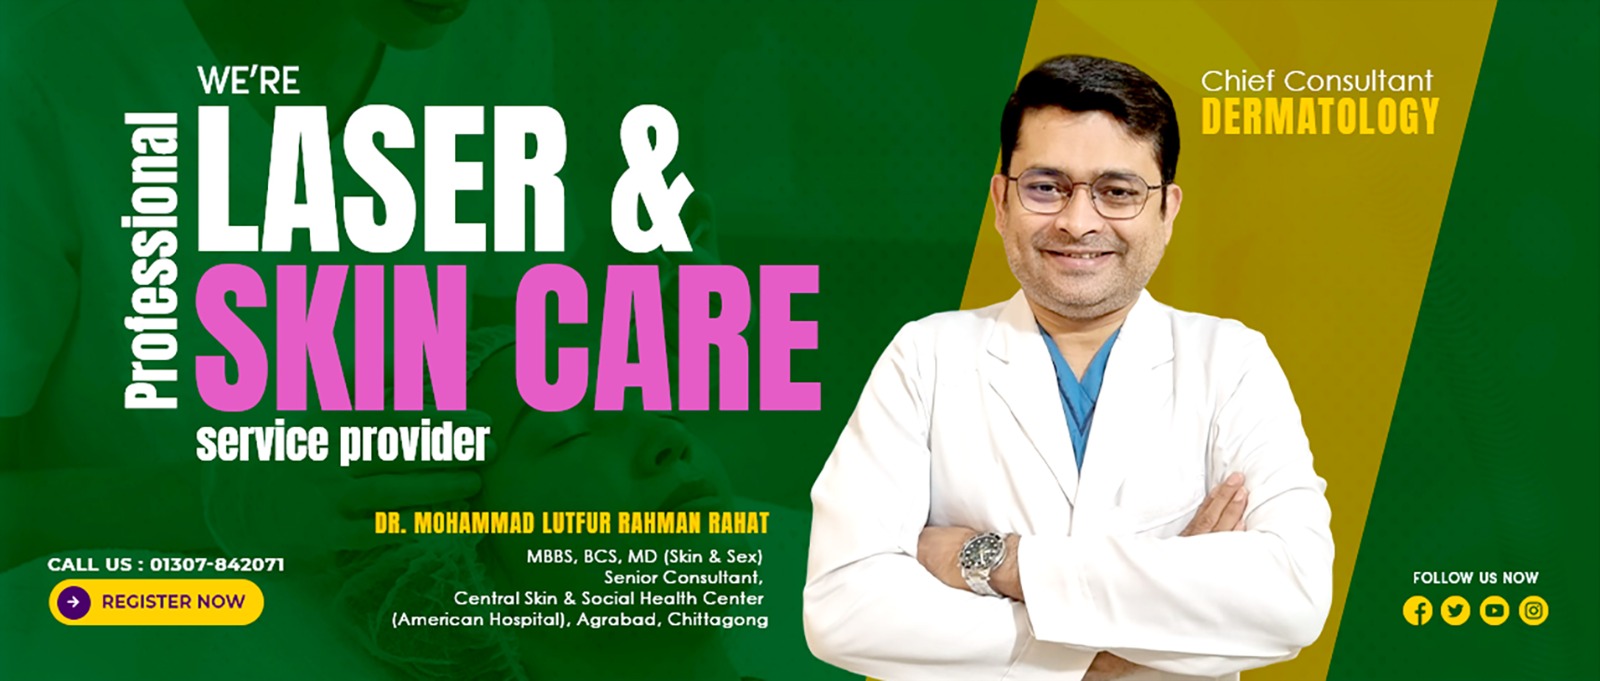 WE'RE
Professional
LASER &
SKIN CARE
service provider
Chief Consultant
DERMATOLOGY
DR. MOHAMMAD LUTFUR RAHMAN RAHAT
MBBS, BCS, MD (Skin & Sex)
Senior Consultant,
Central Skin & Social Health Center
(American Hospital), Agrabad, Chittagong
CALL US : 01307-842071
REGISTER NOW
FOLLOW US NOW